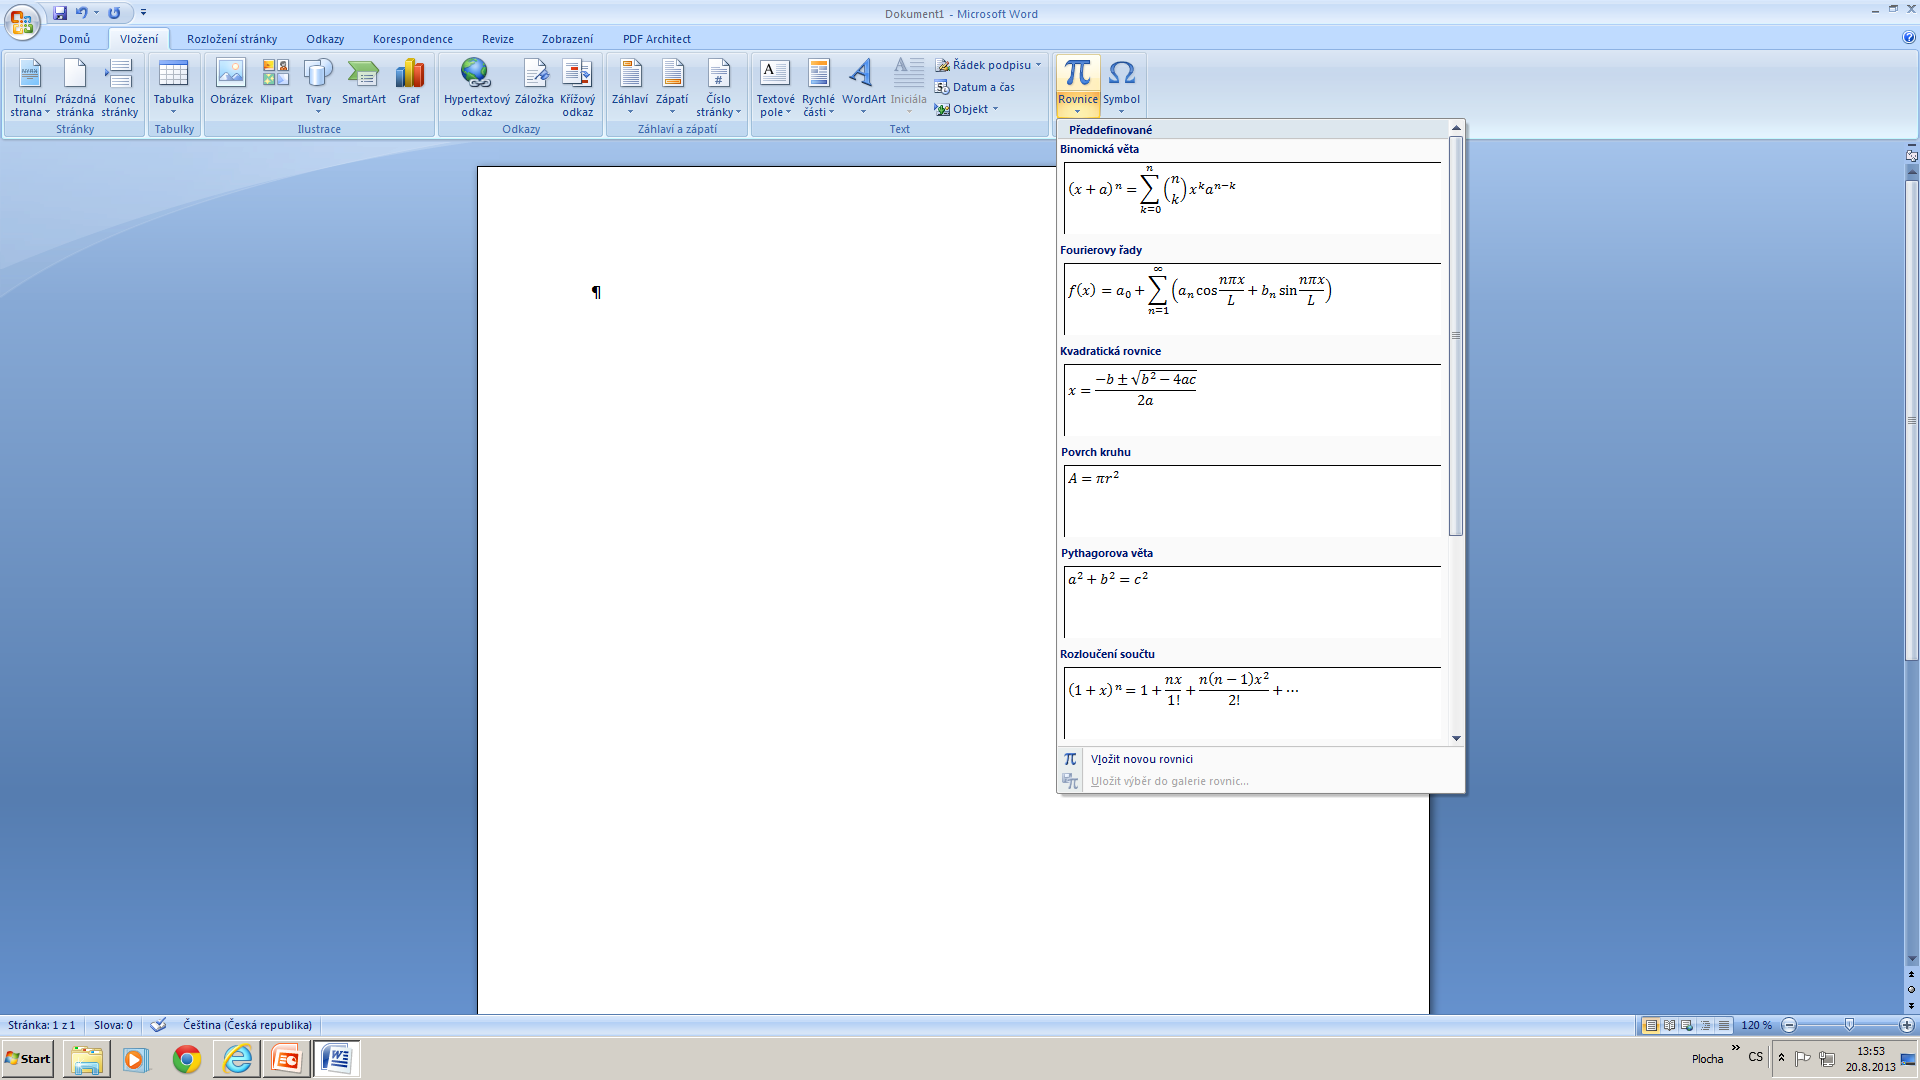 Dokument1 - Microsoft Word
Domů Vložení Rozložení stránky Odkazy Korespondence Revize Zobrazení PDF Architect
Titulní strana
Prázdná stránka
Konec stránky
Stránky
Tabulka
Tabulky
Obrázek
Klipart
Tvary
SmartArt
Graf
Ilustrace
Hypertextový odkaz
Záložka
Křížový odkaz
Odkazy
Záhlaví
Zápatí
Číslo stránky
Záhlaví a zápatí
Textové pole
Rychlé části
WordArt
Iniciála
Řádek podpisu
Datum a čas
Objekt
Text
Rovnice
Symbol
Předdefinované
Binomická věta
(x + a)^n = ∑_{k=0}^{n} (n k) x^k a^{n−k}
Fourierovy řady
f(x) = a_0 + ∑_{n=1}^{∞} (a_n cos nπx/L + b_n sin nπx/L)
Kvadratická rovnice
x = (−b ± √(b² − 4ac)) / 2a
Povrch kruhu
A = πr²
Pythagorova věta
a² + b² = c²
Rozloučení součtu
(1 + x)^n = 1 + nx/1! + n(n − 1)x²/2! + ⋯
Vložit novou rovnici
Uložit výběr do galerie rovnic...
¶
Stránka: 1 z 1 Slova: 0 Čeština (Česká republika) 120 %
Start Plocha » CS 13:53
20.8.2013